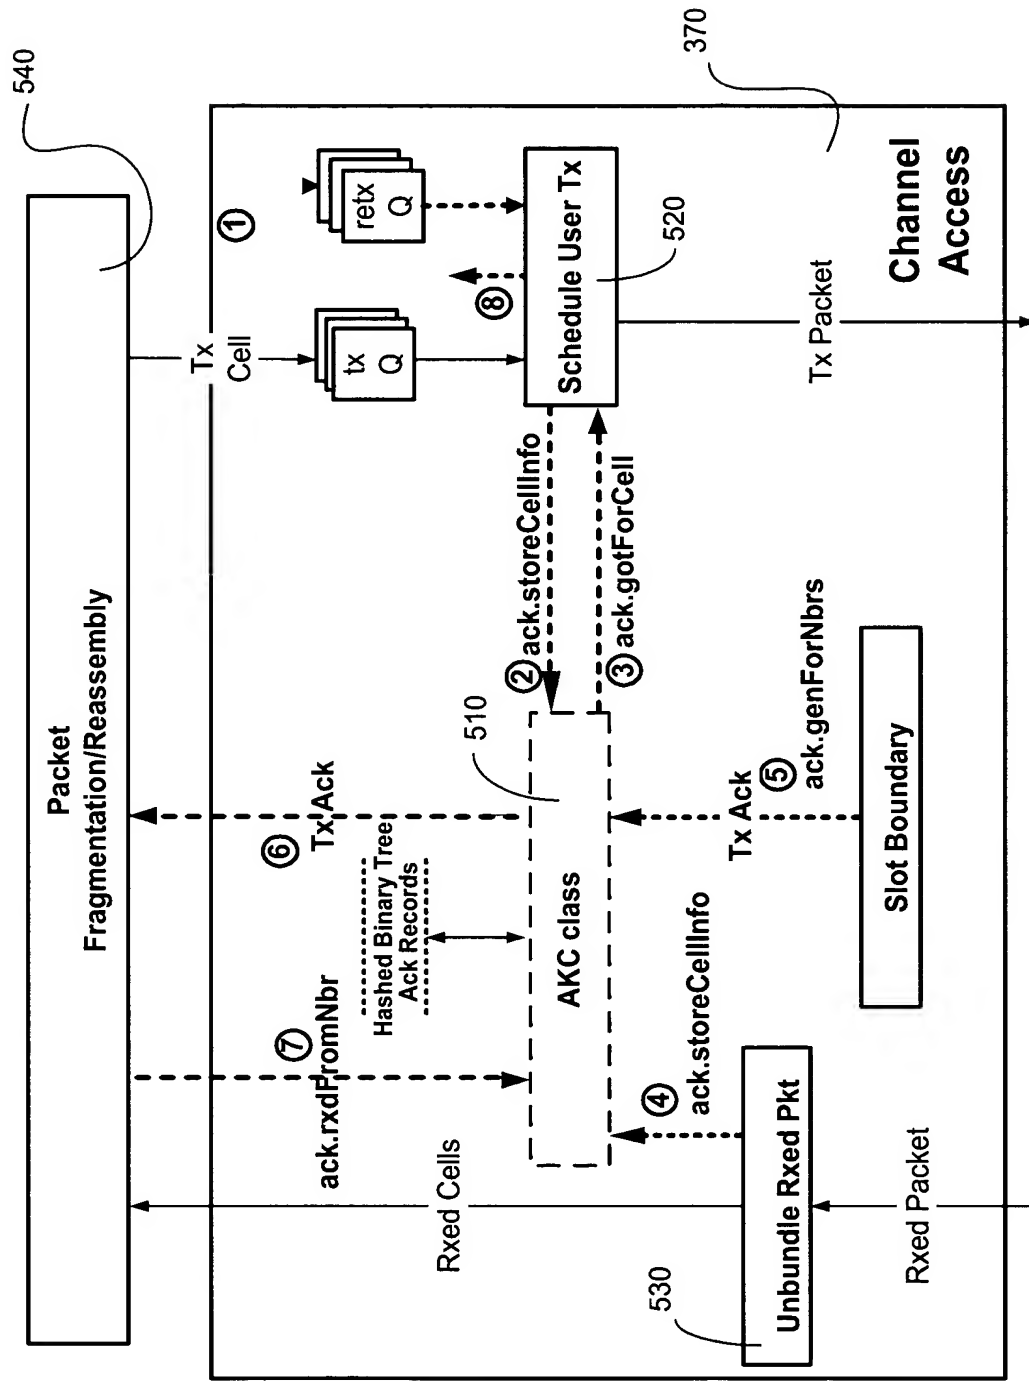 540
Packet
Fragmentation/Reassembly
370
Channel
Access
①
Tx
Cell
tx
Q
retx
Q
⑧
Schedule User Tx
520
Tx Packet
② ack.storeCellInfo
③ ack.gotForCell
510
AKC class
⑥ Tx Ack
Hashed Binary Tree
Ack Records
⑦
ack.rxdFromNbr
Tx Ack
⑤
ack.genForNbrs
Slot Boundary
④
ack.storeCellInfo
Rxed Cells
Unbundle Rxed Pkt
530
Rxed Packet